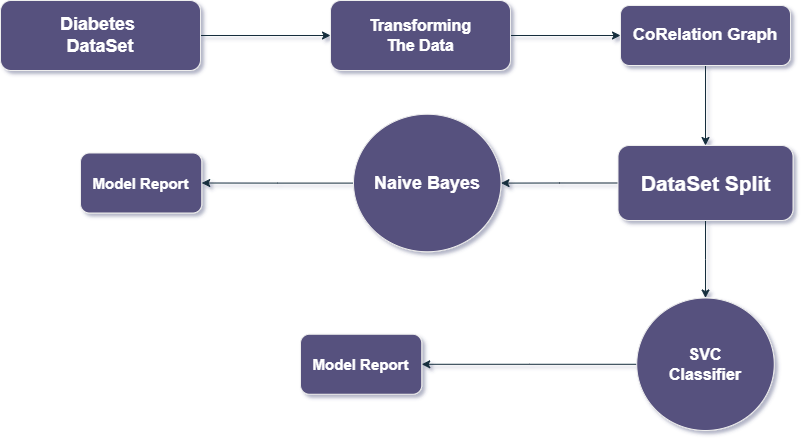 Diabetes
DataSet
Transforming
The Data
CoRelation Graph
Model Report
Naive Bayes
DataSet Split
Model Report
SVC
Classifier